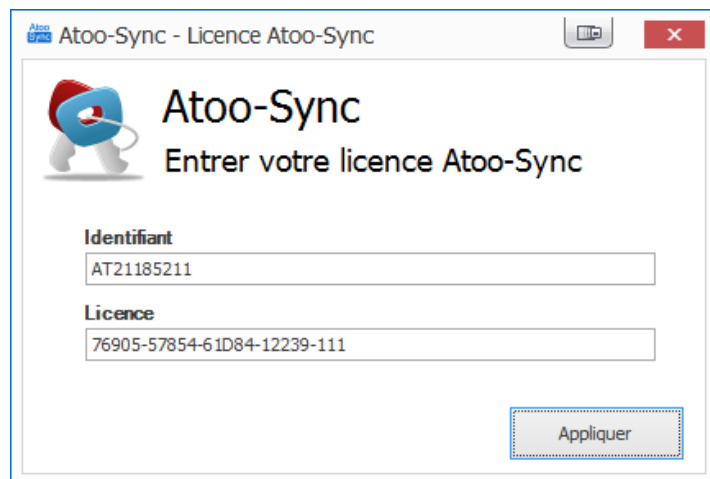 Atoo Sync
Atoo-Sync - Licence Atoo-Sync
Atoo-Sync
Entrer votre licence Atoo-Sync
Identifiant
AT21185211
Licence
76905-57854-61D84-12239-111
Appliquer